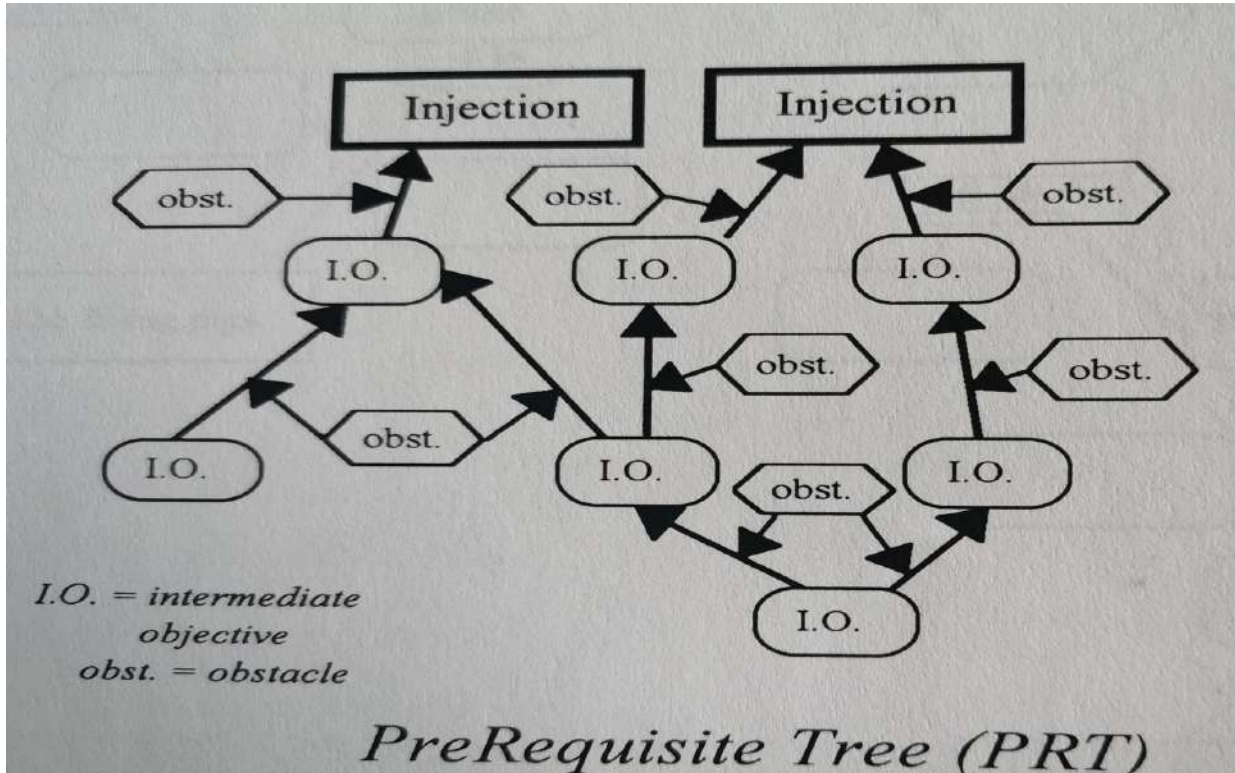 Injection
Injection
obst.
obst.
obst.
I.O.
I.O.
I.O.
obst.
obst.
obst.
I.O.
I.O.
I.O.
obst.
I.O.
I.O. = intermediate
objective
obst. = obstacle
PreRequisite Tree (PRT)